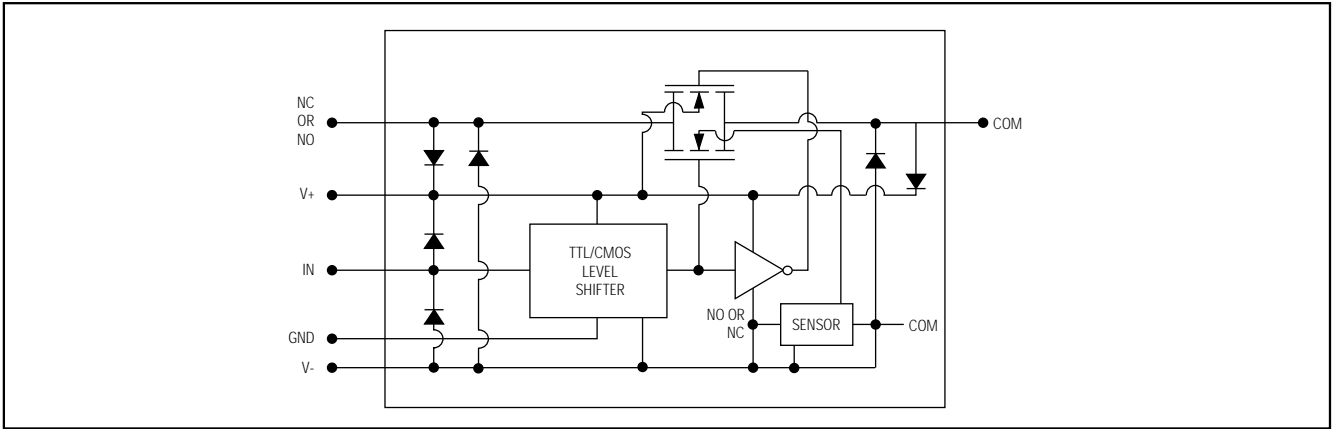 NC
OR
NO
COM
V+
IN
TTL/CMOS
LEVEL
SHIFTER
NO OR
NC
SENSOR
COM
GND
V-